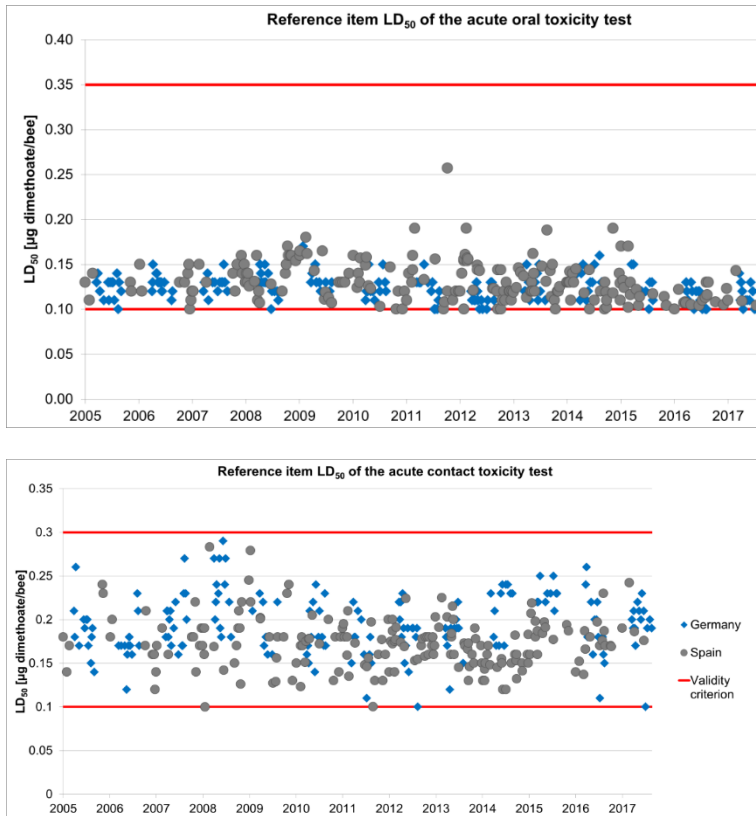 Reference item LD50 of the acute oral toxicity test
0.40
0.35
0.30
0.25
0.20
0.15
0.10
0.05
0.00
LD50 [µg dimethoate/bee]
2005 2006 2007 2008 2009 2010 2011 2012 2013 2014 2015 2016 2017
Reference item LD50 of the acute contact toxicity test
0.35
0.3
0.25
0.2
0.15
0.1
0.05
0
LD50 [µg dimethoate/bee]
2005 2006 2007 2008 2009 2010 2011 2012 2013 2014 2015 2016 2017
Germany
Spain
Validity
criterion